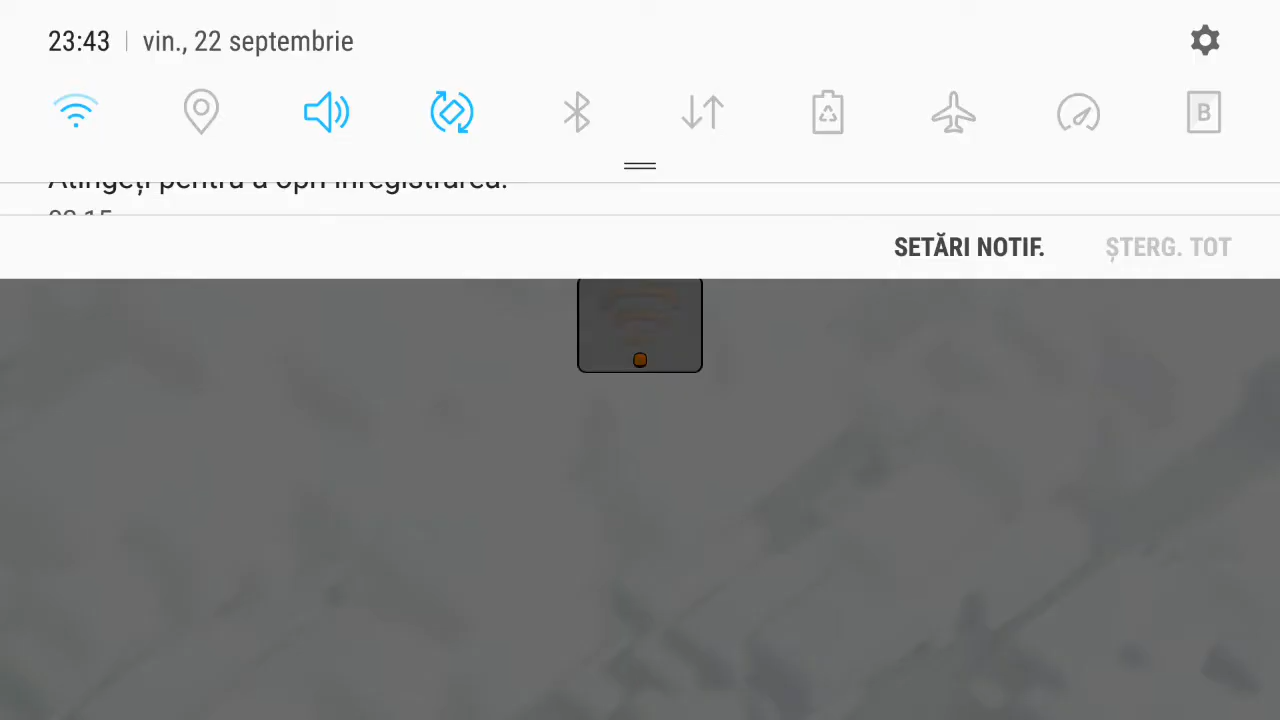 23:43 | vin., 22 septembrie
B
Atingeți pentru a opri înregistrarea.
SETĂRI NOTIF. ȘTERG. TOT